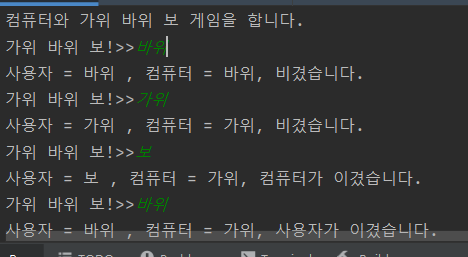 컴퓨터와 가위 바위 보 게임을 합니다.
가위 바위 보!>>바위
사용자 = 바위 , 컴퓨터 = 바위, 비겼습니다.
가위 바위 보!>>가위
사용자 = 가위 , 컴퓨터 = 가위, 비겼습니다.
가위 바위 보!>>보
사용자 = 보 , 컴퓨터 = 가위, 컴퓨터가 이겼습니다.
가위 바위 보!>>바위
사용자 = 바위 , 컴퓨터 = 가위, 사용자가 이겼습니다.